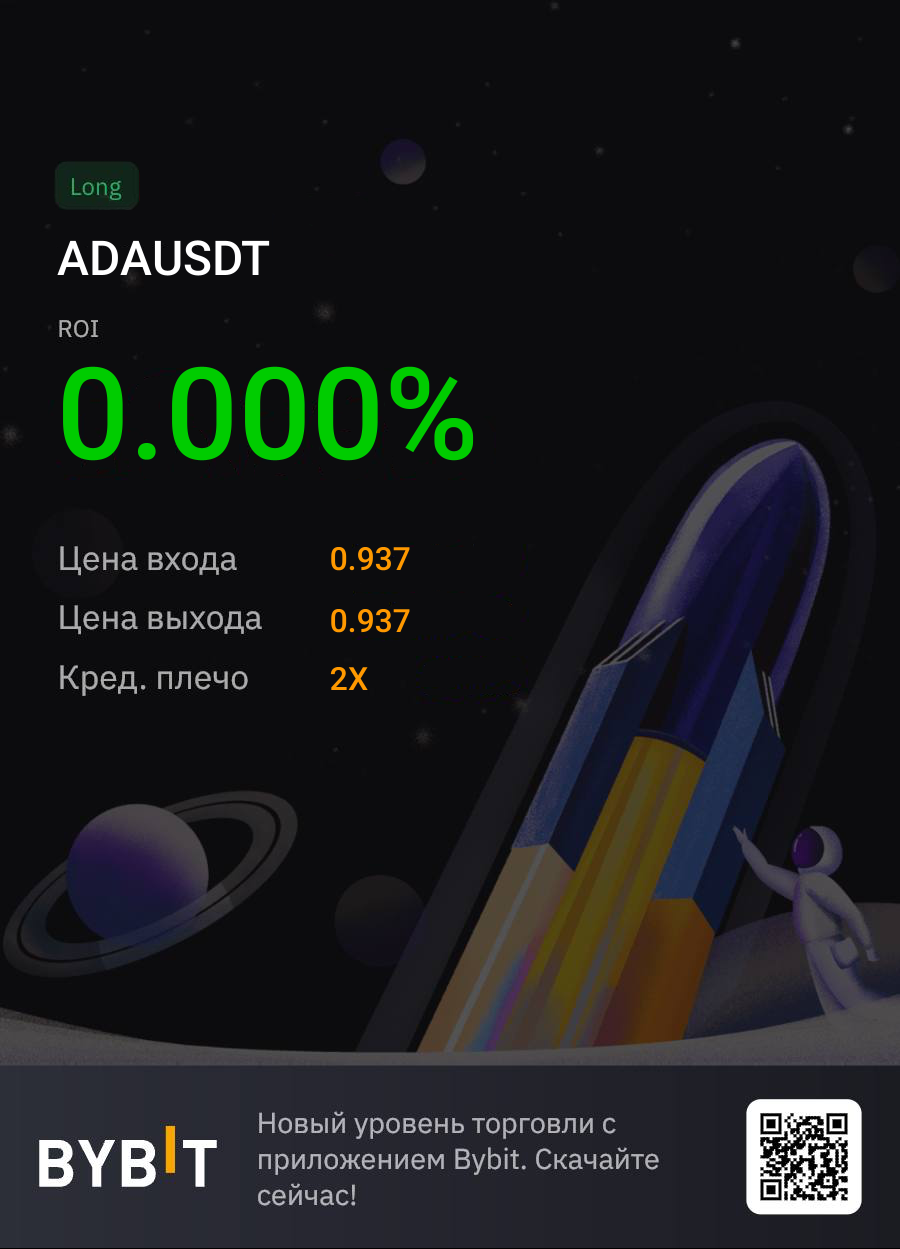 Long
ADAUSDT
ROI
0.000%
Цена входа 0.937
Цена выхода 0.937
Кред. плечо 2X
BYBIT
Новый уровень торговли с
приложением Bybit. Скачайте
сейчас!